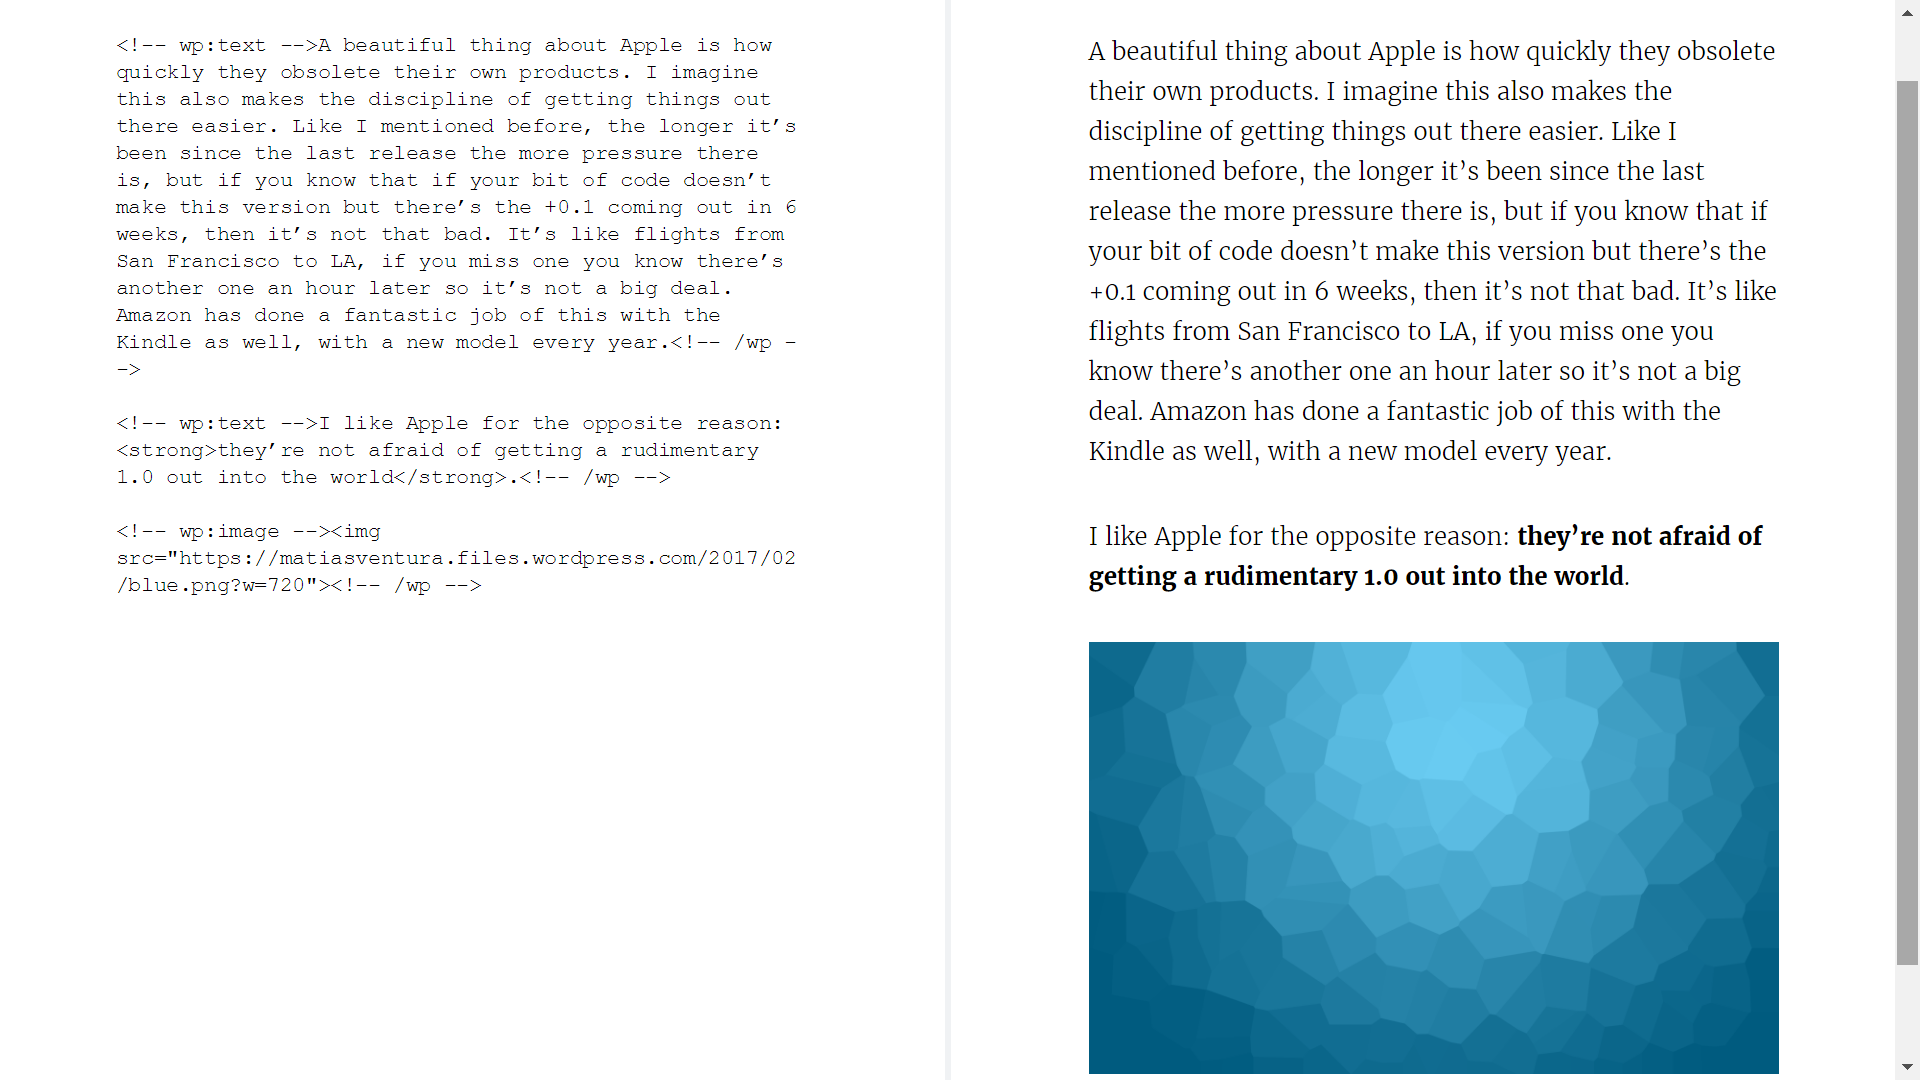 <!-- wp:text -->A beautiful thing about Apple is how
quickly they obsolete their own products. I imagine
this also makes the discipline of getting things out
there easier. Like I mentioned before, the longer it’s
been since the last release the more pressure there
is, but if you know that if your bit of code doesn’t
make this version but there’s the +0.1 coming out in 6
weeks, then it’s not that bad. It’s like flights from
San Francisco to LA, if you miss one you know there’s
another one an hour later so it’s not a big deal.
Amazon has done a fantastic job of this with the
Kindle as well, with a new model every year.<!-- /wp -
->
<!-- wp:text -->I like Apple for the opposite reason:
<strong>they’re not afraid of getting a rudimentary
1.0 out into the world</strong>.<!-- /wp -->
<!-- wp:image --><img
src="https://matiasventura.files.wordpress.com/2017/02
/blue.png?w=720"><!-- /wp -->
A beautiful thing about Apple is how quickly they obsolete
their own products. I imagine this also makes the
discipline of getting things out there easier. Like I
mentioned before, the longer it’s been since the last
release the more pressure there is, but if you know that if
your bit of code doesn’t make this version but there’s the
+0.1 coming out in 6 weeks, then it’s not that bad. It’s like
flights from San Francisco to LA, if you miss one you
know there’s another one an hour later so it’s not a big
deal. Amazon has done a fantastic job of this with the
Kindle as well, with a new model every year.
I like Apple for the opposite reason: they’re not afraid of
getting a rudimentary 1.0 out into the world.